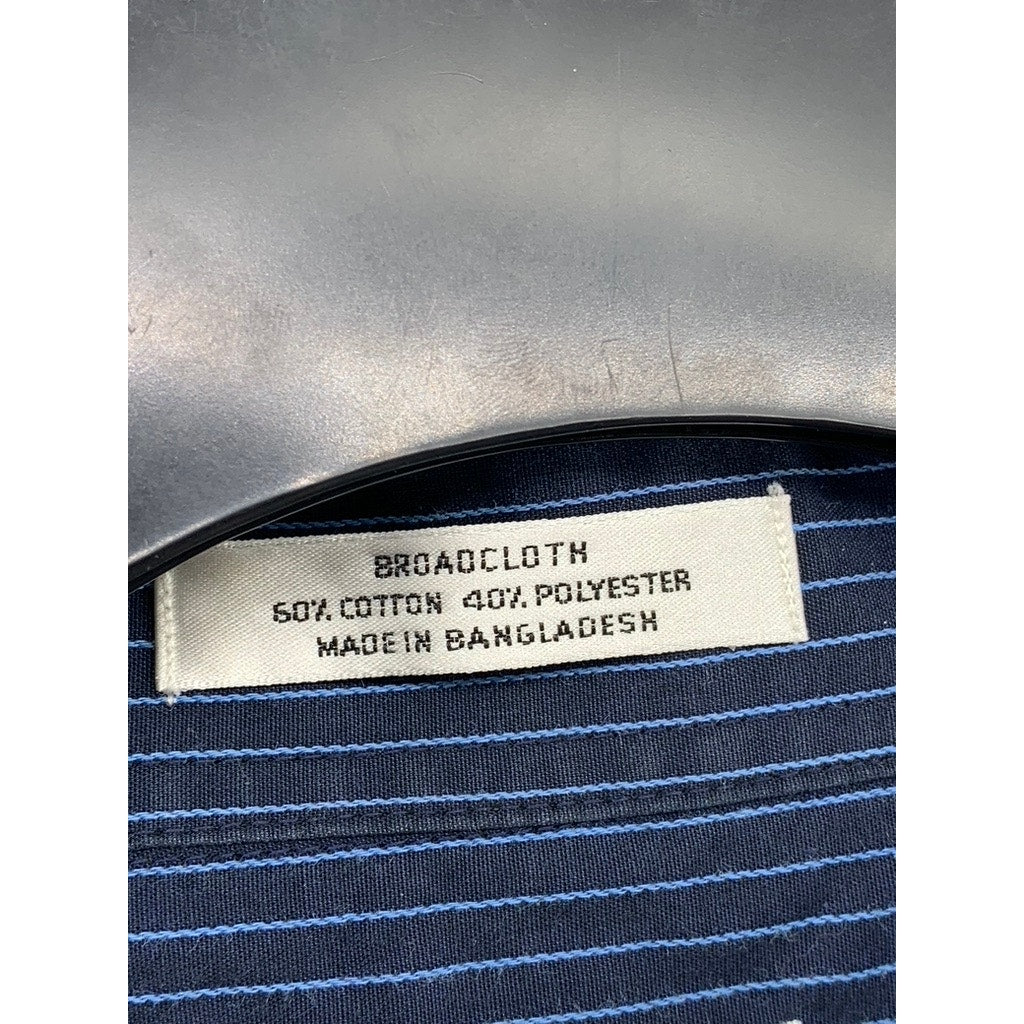 BROADCLOTH
60% COTTON 40% POLYESTER
MADE IN BANGLADESH